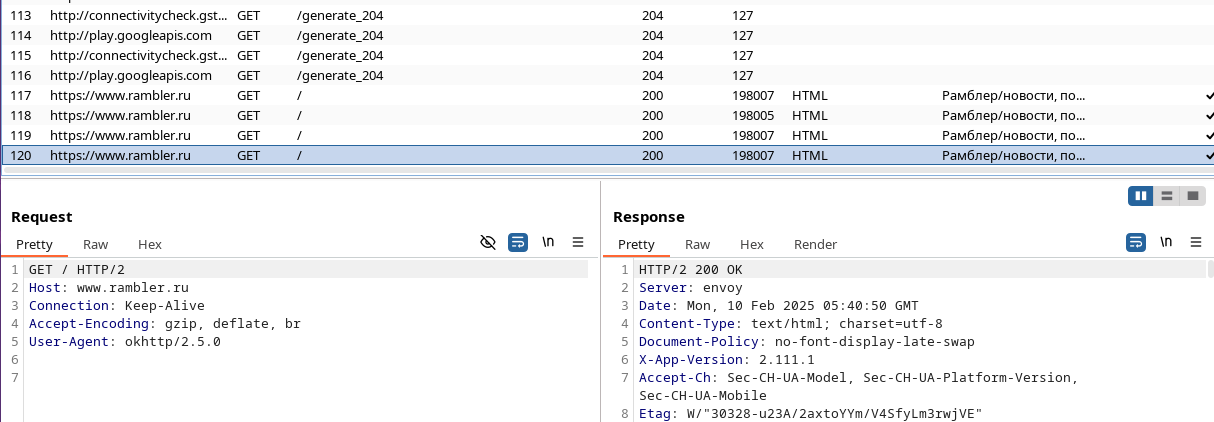 113 http://connectivitycheck.gst... GET /generate_204 204 127
114 http://play.googleapis.com GET /generate_204 204 127
115 http://connectivitycheck.gst... GET /generate_204 204 127
116 http://play.googleapis.com GET /generate_204 204 127
117 https://www.rambler.ru GET / 200 198007 HTML Рамблер/новости, по... ✓
118 https://www.rambler.ru GET / 200 198005 HTML Рамблер/новости, по... ✓
119 https://www.rambler.ru GET / 200 198007 HTML Рамблер/новости, по... ✓
120 https://www.rambler.ru GET / 200 198007 HTML Рамблер/новости, по... ✓
Request
Pretty Raw Hex \n
1 GET / HTTP/2
2 Host: www.rambler.ru
3 Connection: Keep-Alive
4 Accept-Encoding: gzip, deflate, br
5 User-Agent: okhttp/2.5.0
6
7
Response
Pretty Raw Hex Render \n
1 HTTP/2 200 OK
2 Server: envoy
3 Date: Mon, 10 Feb 2025 05:40:50 GMT
4 Content-Type: text/html; charset=utf-8
5 Document-Policy: no-font-display-late-swap
6 X-App-Version: 2.111.1
7 Accept-Ch: Sec-CH-UA-Model, Sec-CH-UA-Platform-Version,
Sec-CH-UA-Mobile
8 Etag: W/"30328-u23A/2axtoYYm/V4SfyLm3rwjVE"